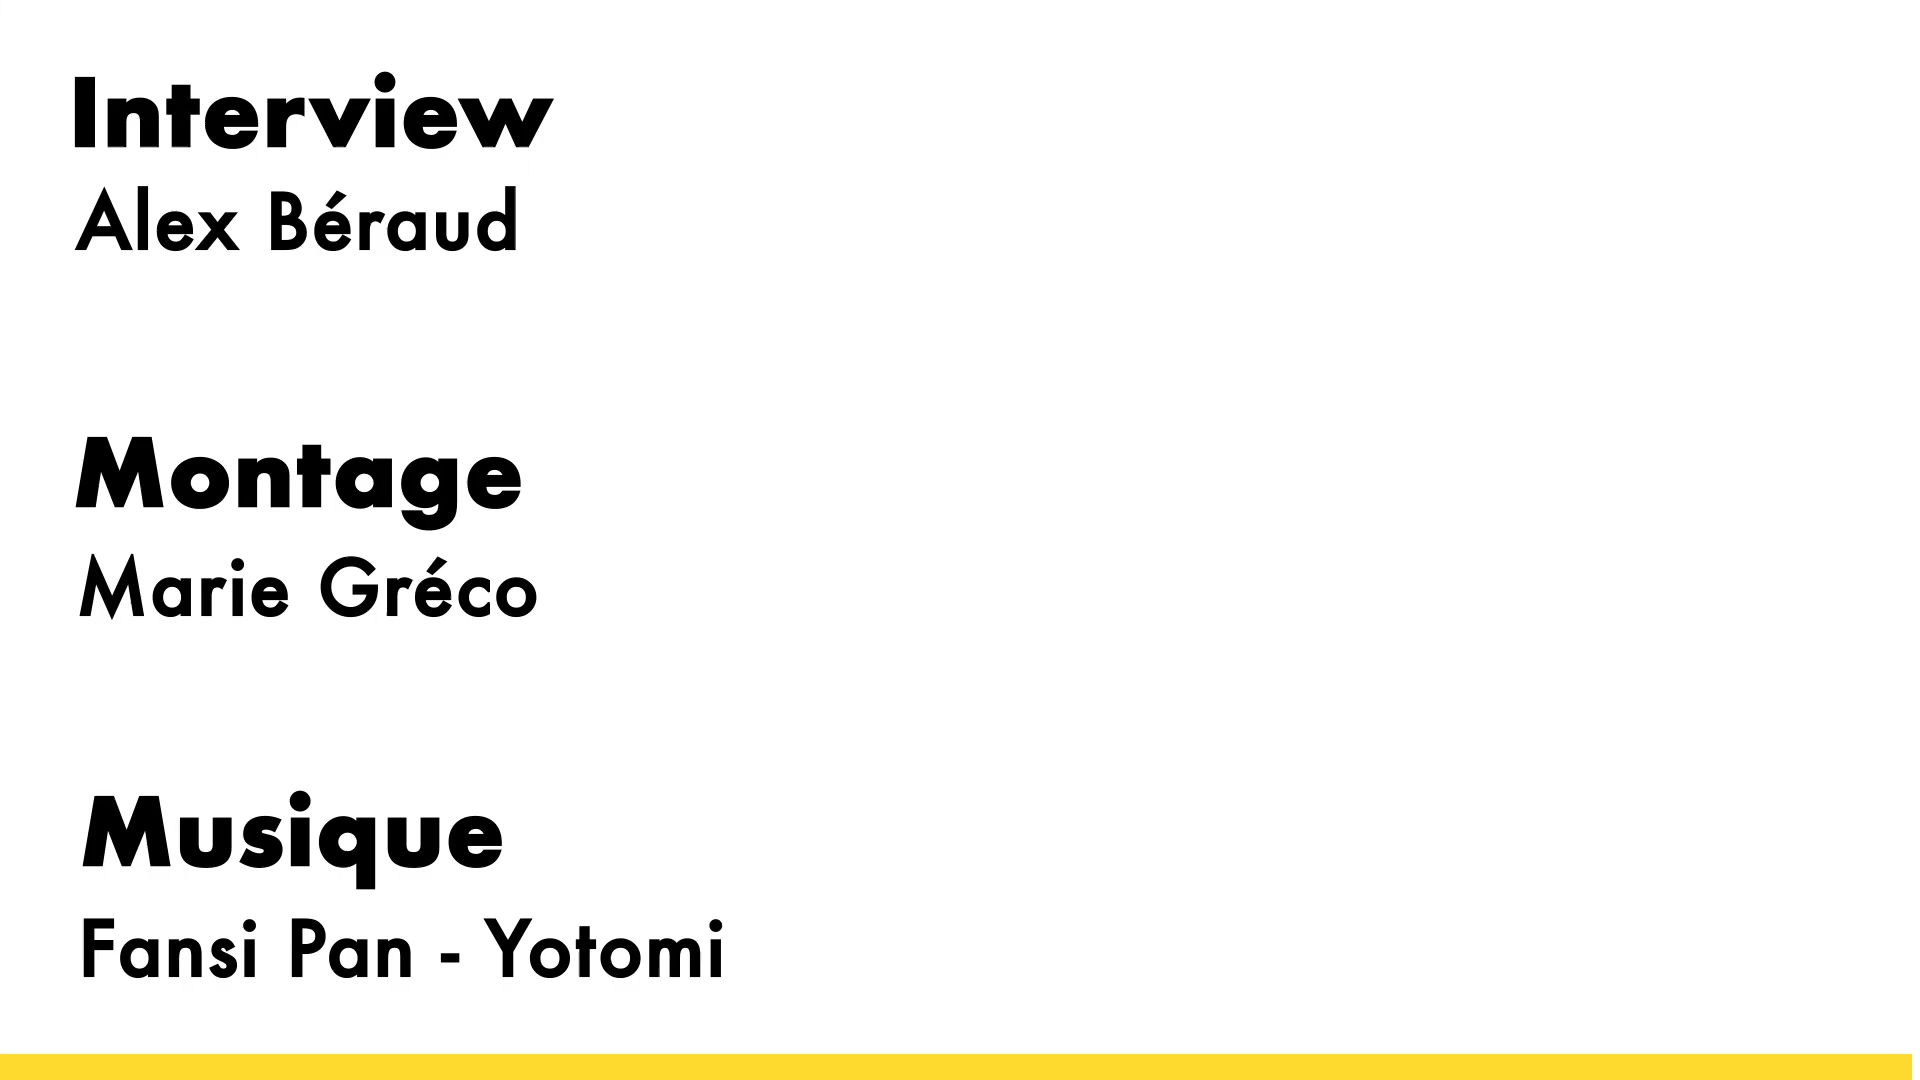 Interview
Alex Béraud
Montage
Marie Gréco
Musique
Fansi Pan - Yotomi